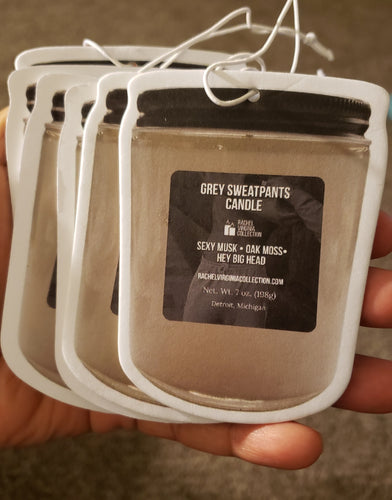 GREY SWEATPANTS
CANDLE
RACHEL
VIRGINIA
COLLECTION
SEXY MUSK • OAK MOSS•
HEY BIG HEAD
RACHELVIRGINIACOLLECTION.COM
Net. Wt. 7 oz. (198g)
Detroit, Michigan